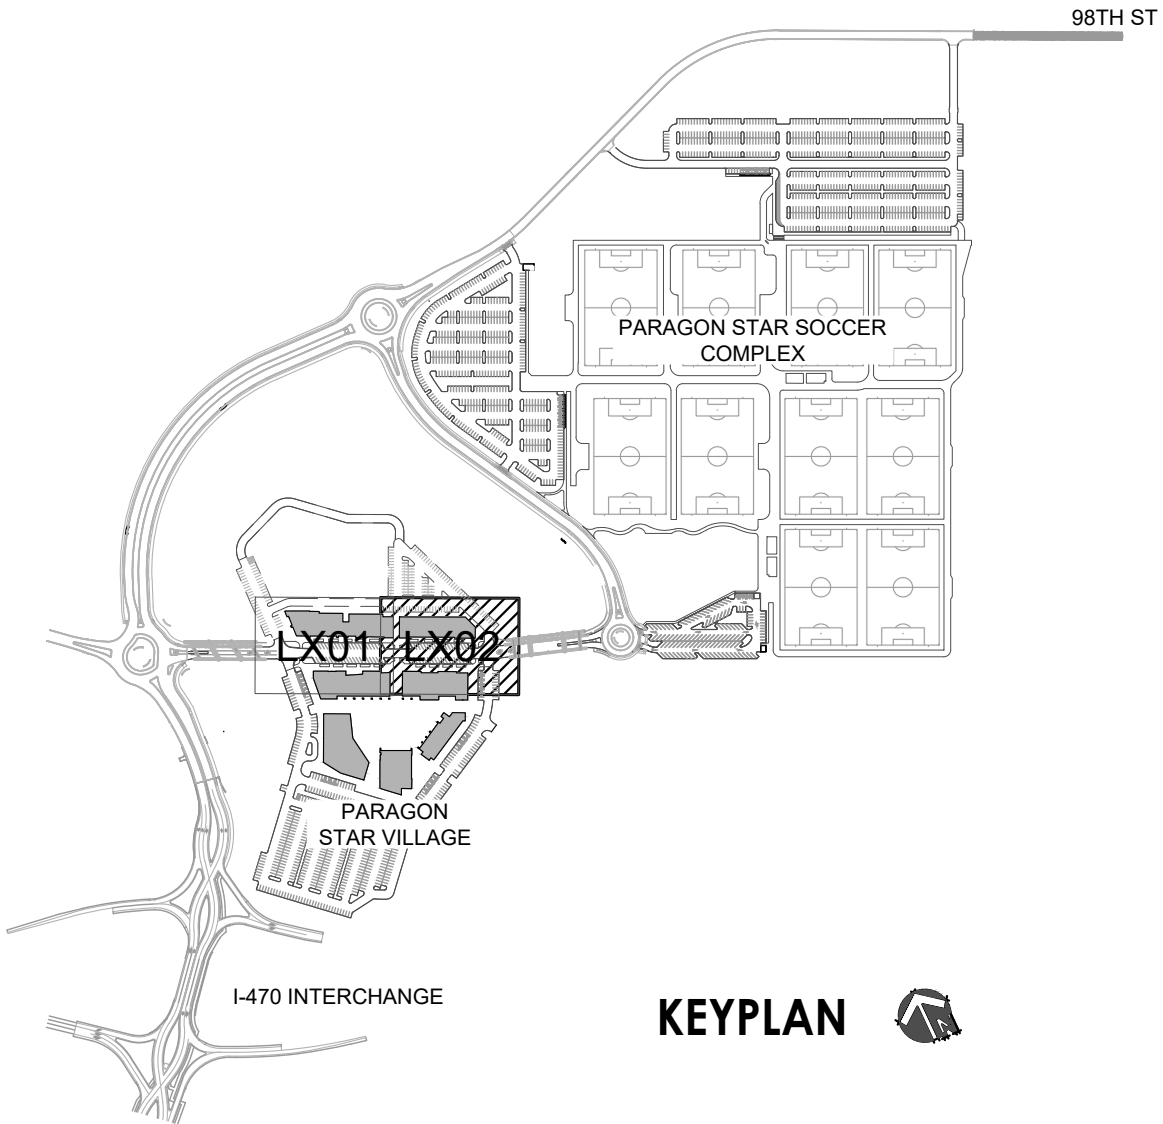 98TH ST
PARAGON STAR SOCCER
COMPLEX
LX01
LX02
PARAGON
STAR VILLAGE
I-470 INTERCHANGE
KEYPLAN
N